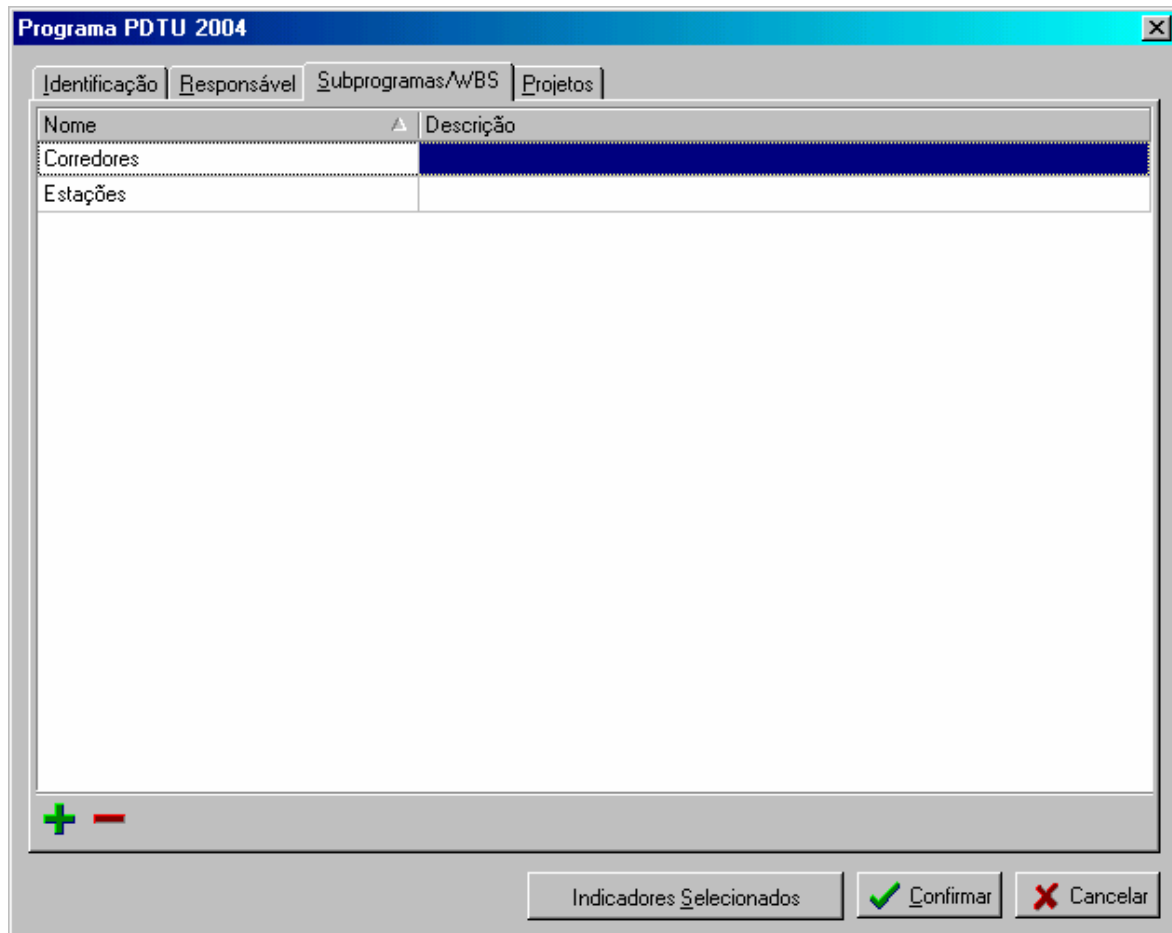 Programa PDTU 2004
Identificação Responsável Subprogramas/WBS Projetos
Nome Descrição
Corredores
Estações
Indicadores Selecionados Confirmar Cancelar